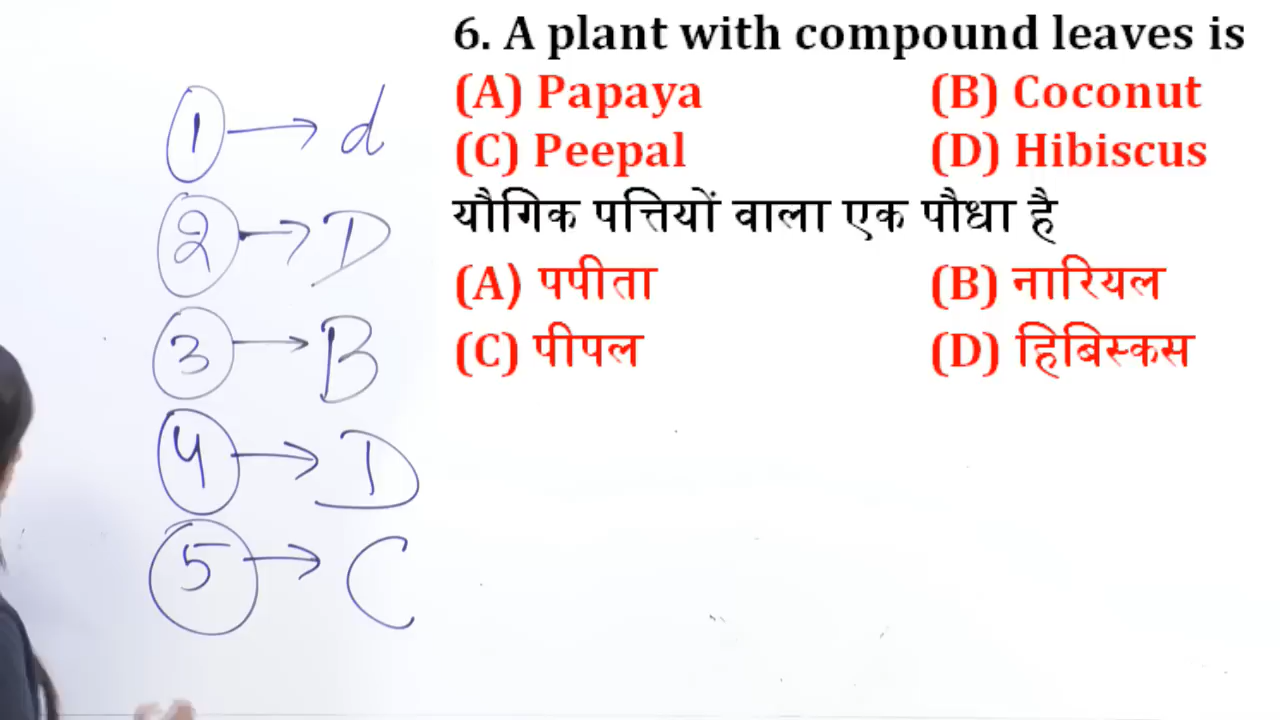 1 → d
2 → D
3 → B
4 → D
5 → C
6. A plant with compound leaves is
(A) Papaya (B) Coconut
(C) Peepal (D) Hibiscus
यौगिक पत्तियों वाला एक पौधा है
(A) पपीता (B) नारियल
(C) पीपल (D) हिबिस्कस